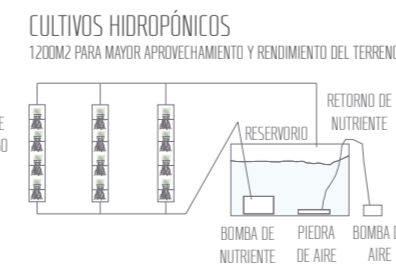 CULTIVOS HIDROPÓNICOS
1200M2 PARA MAYOR APROVECHAMIENTO Y RENDIMIENTO DEL TERRENO
RETORNO DE
NUTRIENTE
RESERVORIO
BOMBA DE
NUTRIENTE
PIEDRA
DE AIRE
BOMBA D
AIRE